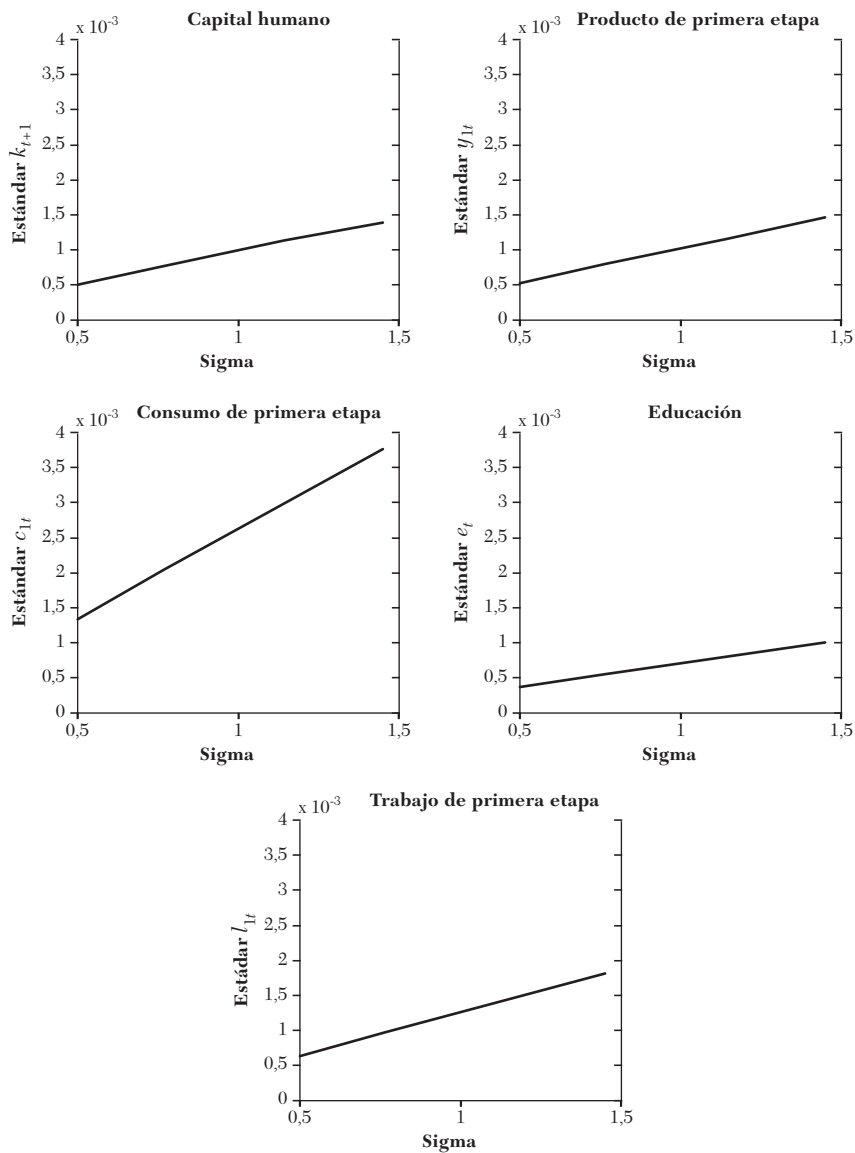 Capital humano
x 10-3
4
3,5
3
2,5
2
1,5
1
0,5
0
0,5 1 1,5
Estándar kt+1
Sigma
Producto de primera etapa
x 10-3
4
3,5
3
2,5
2
1,5
1
0,5
0
0,5 1 1,5
Estándar y1t
Sigma
Consumo de primera etapa
x 10-3
4
3,5
3
2,5
2
1,5
1
0,5
0
0,5 1 1,5
Estándar c1t
Sigma
Educación
x 10-3
4
3,5
3
2,5
2
1,5
1
0,5
0
0,5 1 1,5
Estándar et
Sigma
Trabajo de primera etapa
x 10-3
4
3,5
3
2,5
2
1,5
1
0,5
0
0,5 1 1,5
Estádar l1t
Sigma